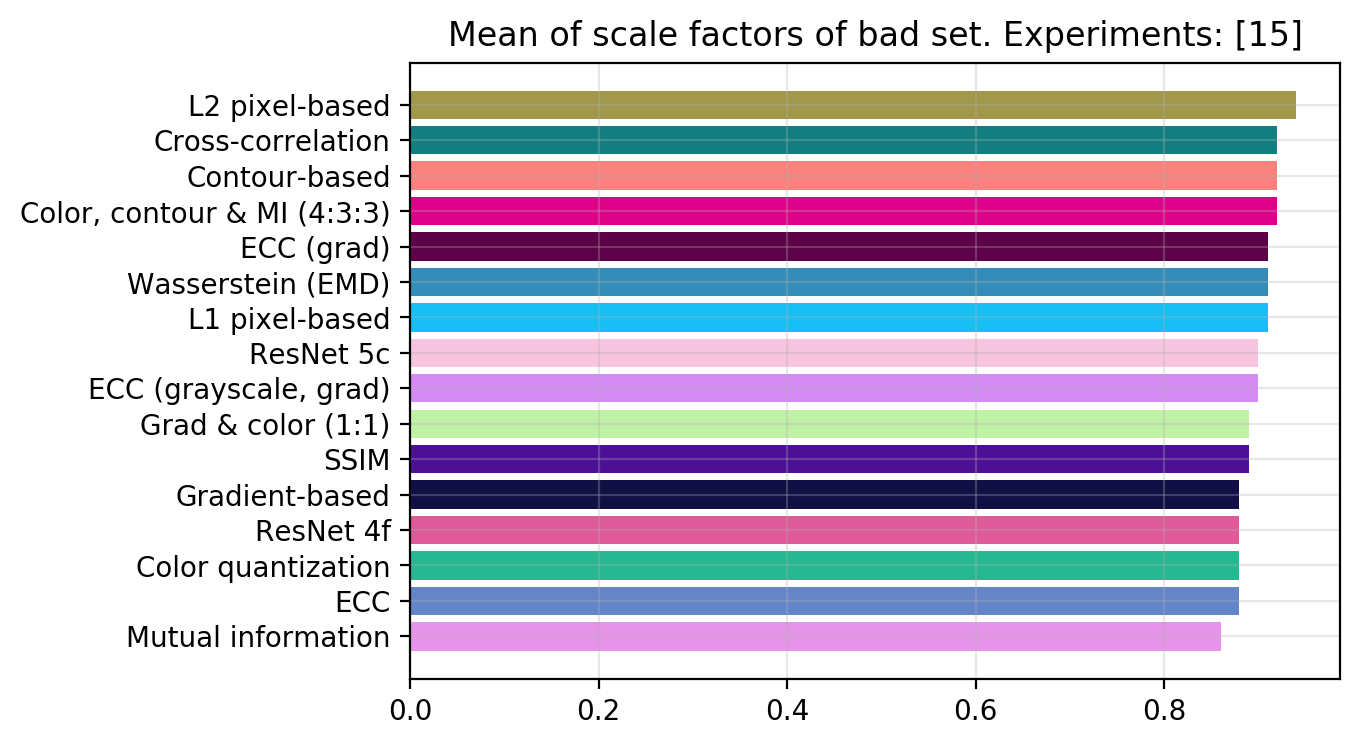 Mean of scale factors of bad set. Experiments: [15]
L2 pixel-based
Cross-correlation
Contour-based
Color, contour & MI (4:3:3)
ECC (grad)
Wasserstein (EMD)
L1 pixel-based
ResNet 5c
ECC (grayscale, grad)
Grad & color (1:1)
SSIM
Gradient-based
ResNet 4f
Color quantization
ECC
Mutual information
0.0 0.2 0.4 0.6 0.8